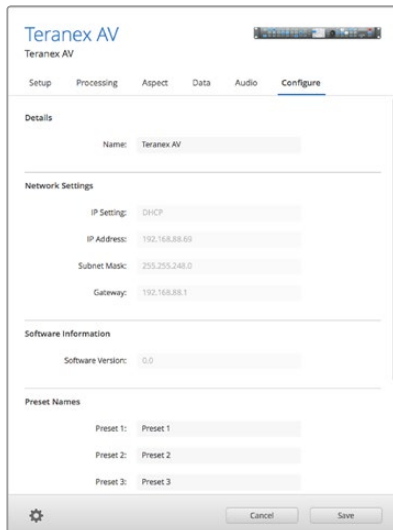 Teranex AV
Teranex AV
Setup Processing Aspect Data Audio Configure
Details
Name: Teranex AV
Network Settings
IP Setting: DHCP
IP Address: 192.168.88.69
Subnet Mask: 255.255.248.0
Gateway: 192.168.88.1
Software Information
Software Version: 0.0
Preset Names
Preset 1: Preset 1
Preset 2: Preset 2
Preset 3: Preset 3
Cancel Save